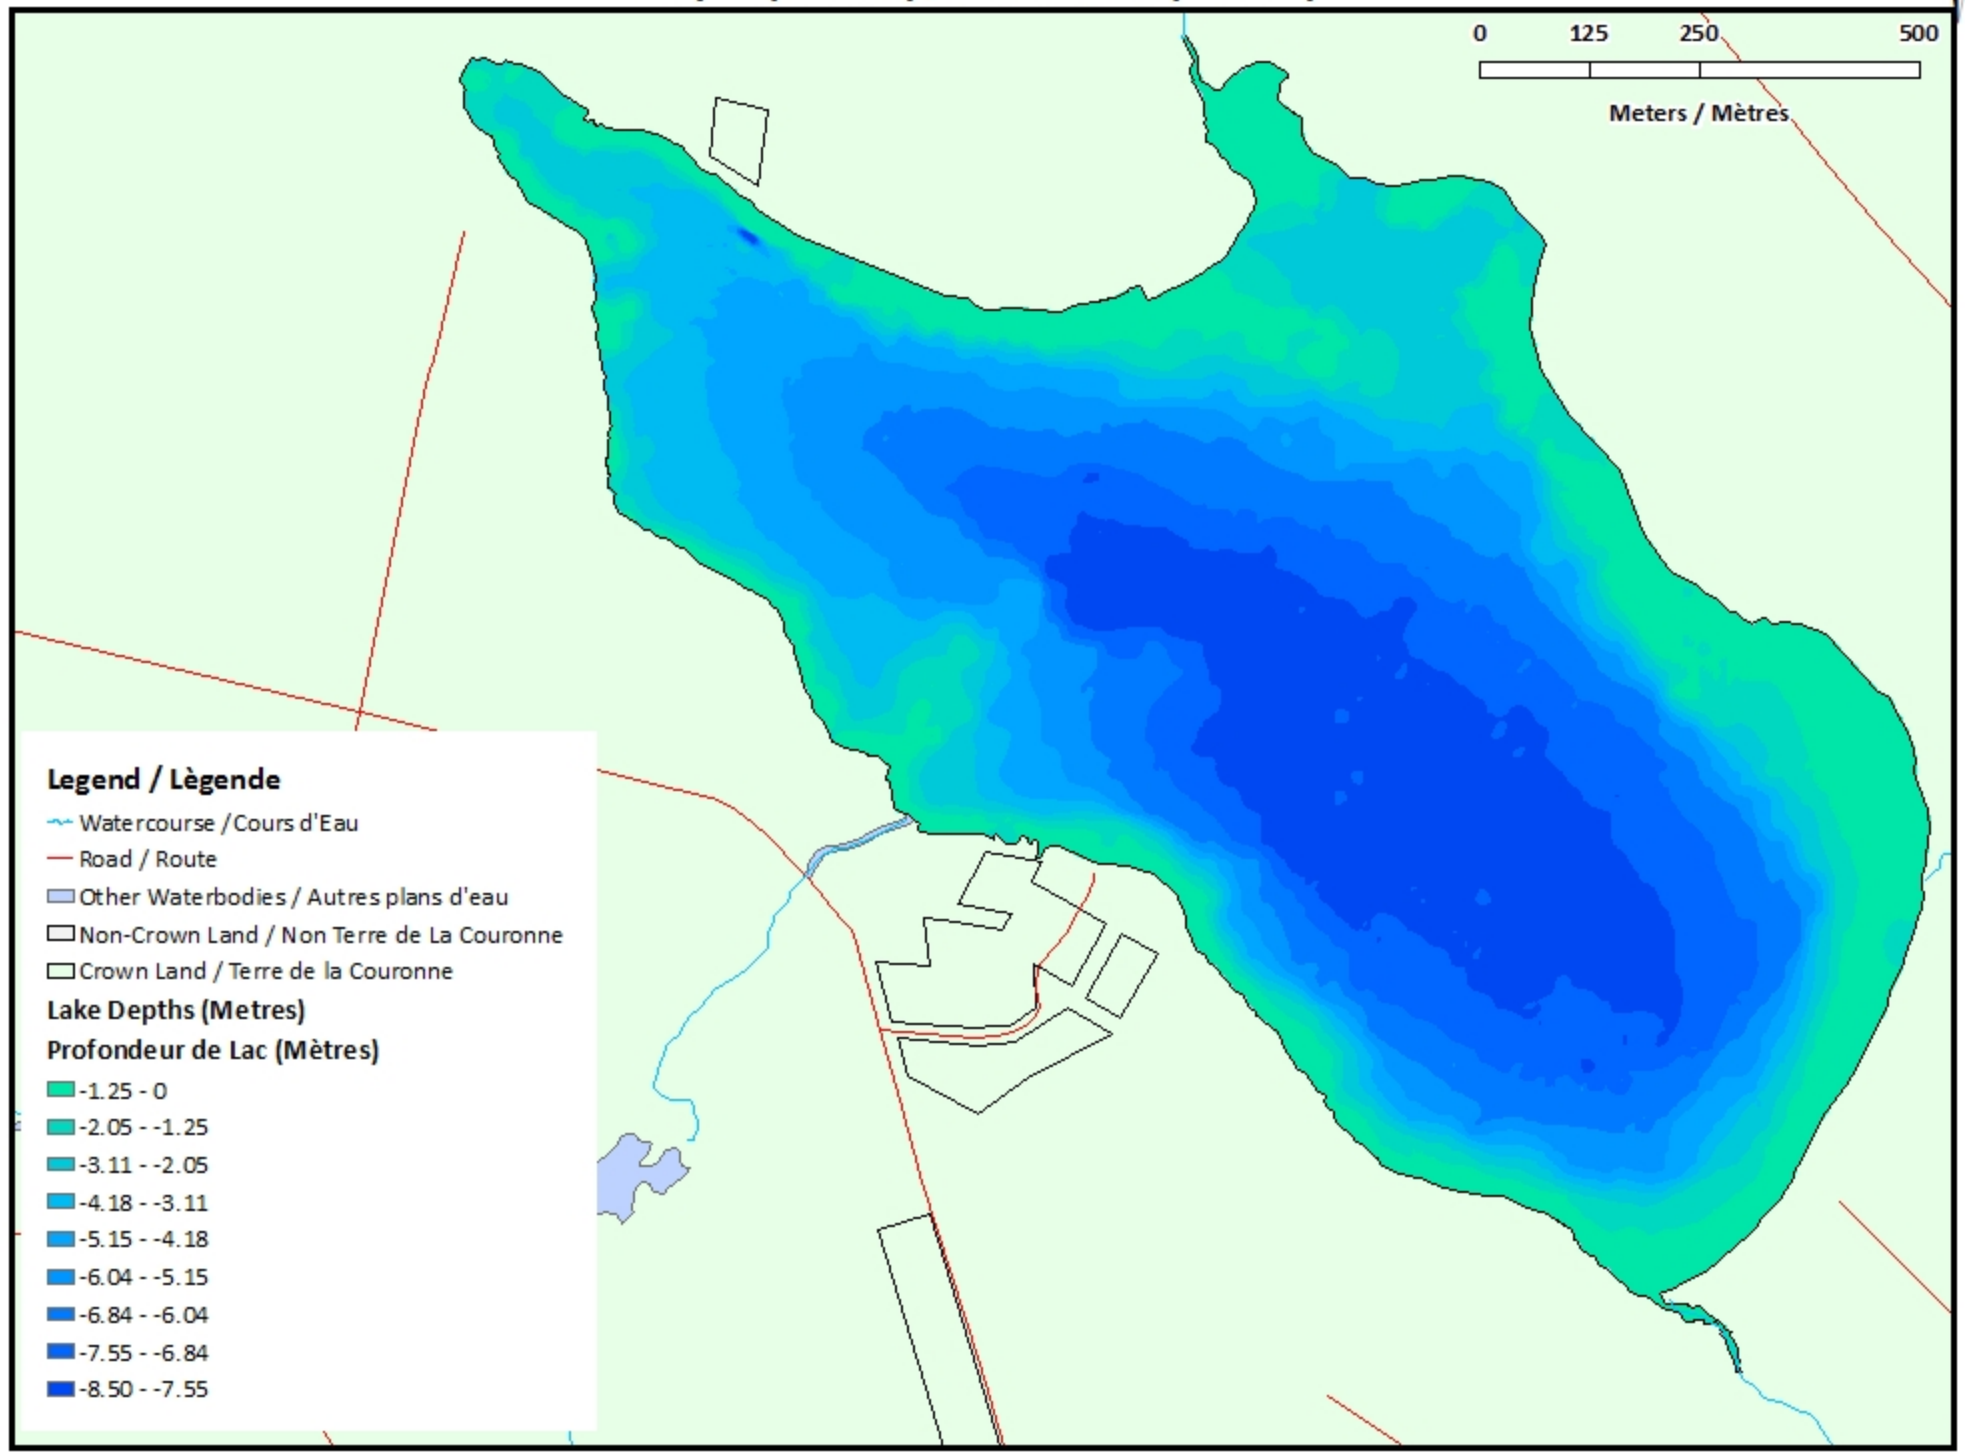 0 125 250 500
Meters / Mètres
Legend / Lègende
Watercourse / Cours d'Eau
Road / Route
Other Waterbodies / Autres plans d'eau
Non-Crown Land / Non Terre de La Couronne
Crown Land / Terre de la Couronne
Lake Depths (Metres)
Profondeur de Lac (Mètres)
-1.25 - 0
-2.05 - -1.25
-3.11 - -2.05
-4.18 - -3.11
-5.15 - -4.18
-6.04 - -5.15
-6.84 - -6.04
-7.55 - -6.84
-8.50 - -7.55